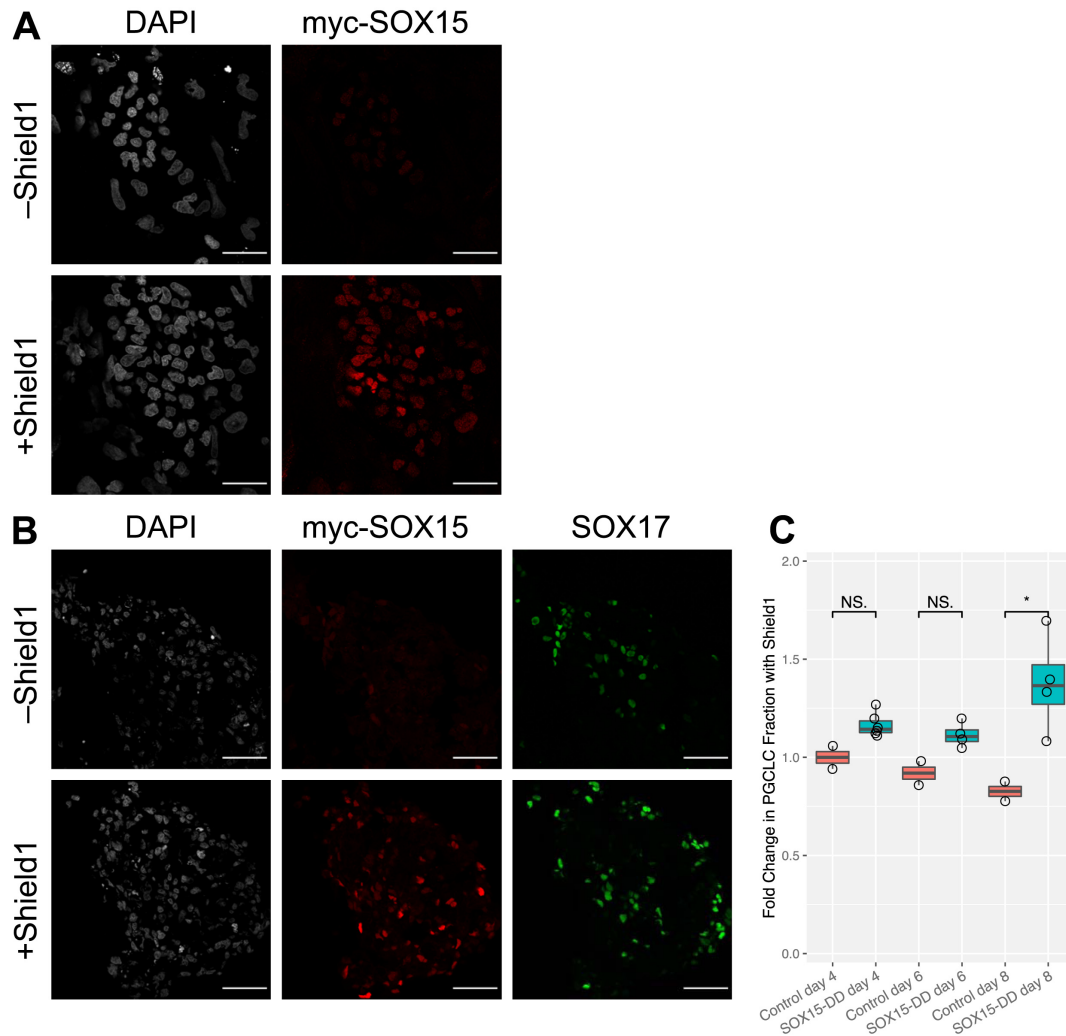 A
DAPI
myc-SOX15
–Shield1
+Shield1
B
DAPI
myc-SOX15
SOX17
–Shield1
+Shield1
C
Fold Change in PGCLC Fraction with Shield1
2.0
1.5
1.0
0.5
0.0
NS.
NS.
*
Control day 4
SOX15-DD day 4
Control day 6
SOX15-DD day 6
Control day 8
SOX15-DD day 8